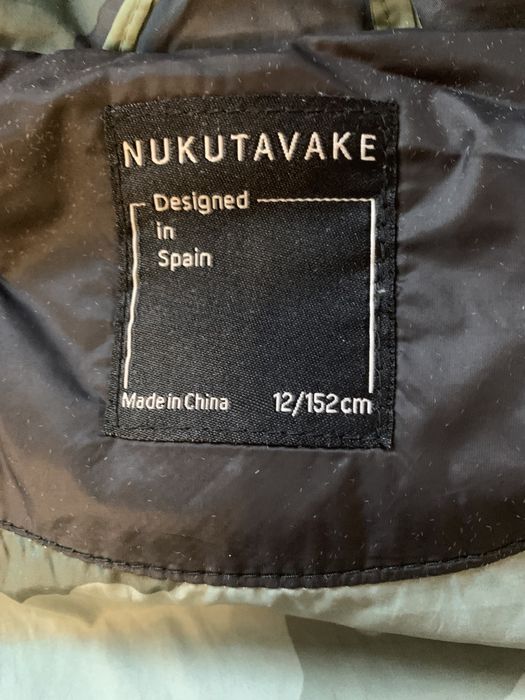 NUKUTAVAKE
Designed
in
Spain
Made in China 12/152cm